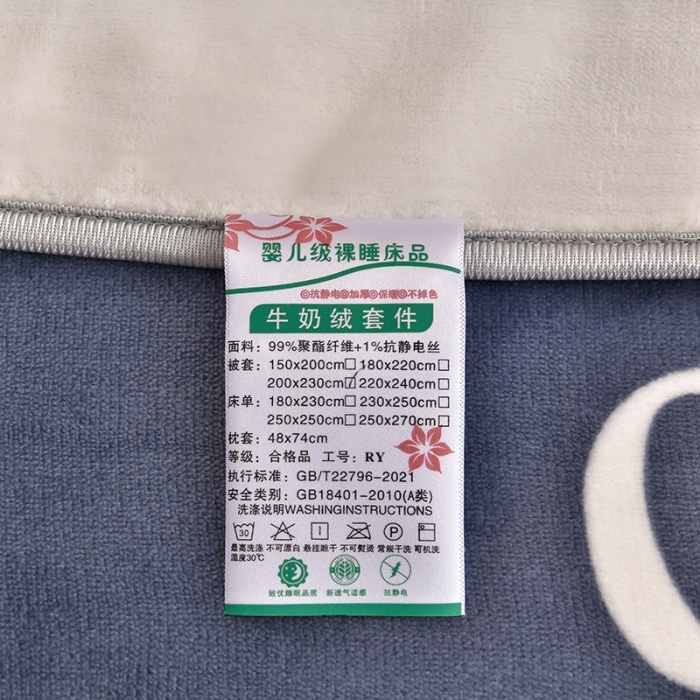 婴儿级裸睡床品
◎抗静电◎加厚◎保暖◎不掉色
牛奶绒套件
面料：99%聚酯纤维+1%抗静电丝
被套：150x200cm□ 180x220cm□
200x230cm☑ 220x240cm□
床单：180x230cm□ 230x250cm□
250x250cm□ 250x270cm□
枕套：48x74cm
等级：合格品 工号：RY
执行标准：GB/T22796-2021
安全类别：GB18401-2010(A类)
洗涤说明WASHINGINSTRUCTIONS
30 P
最高洗涤温度30℃ 不可漂白 悬挂晾干 不可熨烫 常规干洗 可机洗
致优睡眠品质 新透气适感 抗静电